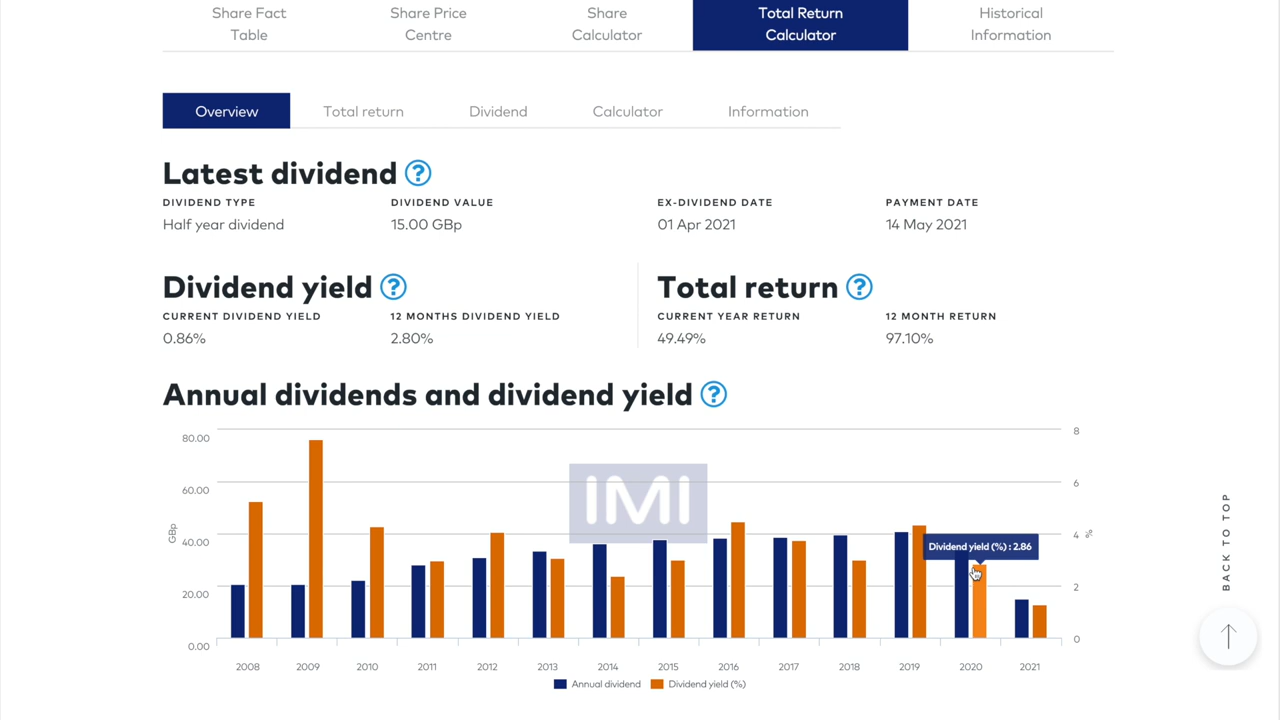 Share Fact Table
Share Price Centre
Share Calculator
Total Return Calculator
Historical Information
Overview
Total return
Dividend
Calculator
Information
Latest dividend ?
DIVIDEND TYPE
DIVIDEND VALUE
EX-DIVIDEND DATE
PAYMENT DATE
Half year dividend
15.00 GBp
01 Apr 2021
14 May 2021
Dividend yield ?
Total return ?
CURRENT DIVIDEND YIELD
12 MONTHS DIVIDEND YIELD
CURRENT YEAR RETURN
12 MONTH RETURN
0.86%
2.80%
49.49%
97.10%
Annual dividends and dividend yield ?
80.00
60.00
40.00
20.00
0.00
GBp
IMI
Dividend yield (%) : 2.86
8
6
4
2
0
%
2008
2009
2010
2011
2012
2013
2014
2015
2016
2017
2018
2019
2020
2021
Annual dividend
Dividend yield (%)
BACK TO TOP